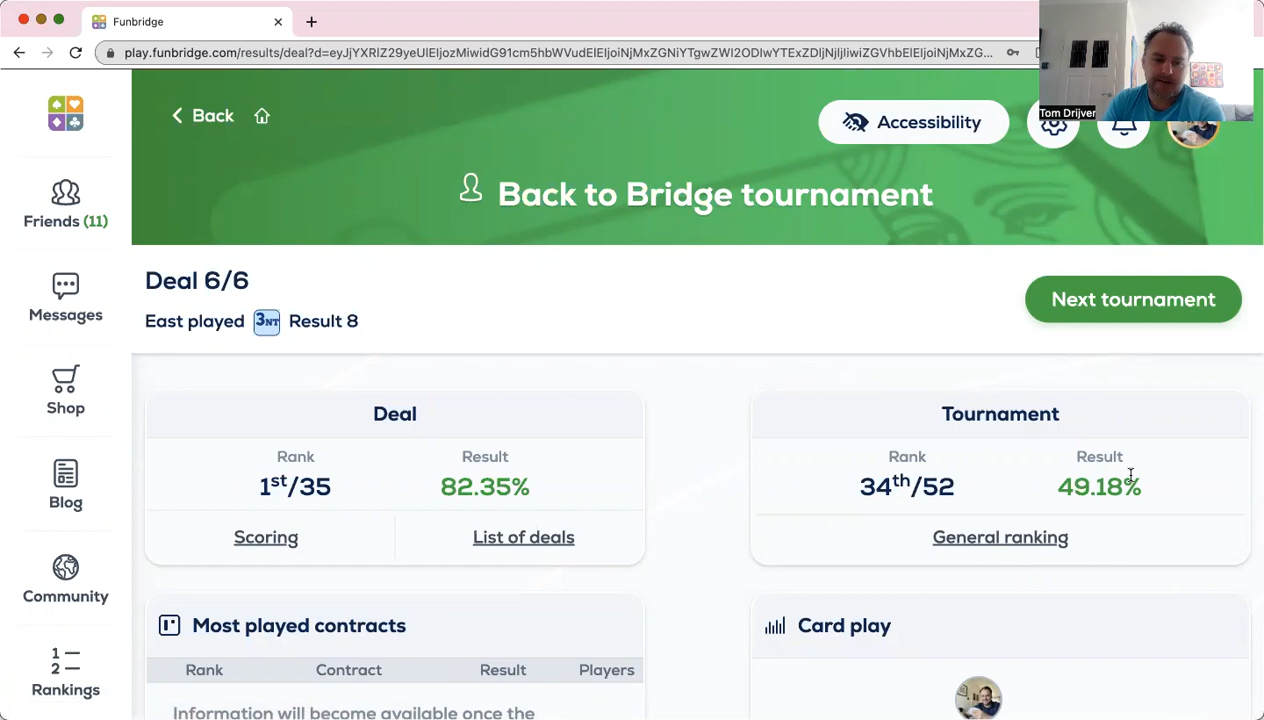 Funbridge
play.funbridge.com/results/deal?d=eyJjYXRlZ29yeUlEIjozMiwidG91cm5hbWVudElEIjoiNjMxZGNiYTgwZWI2ODIwYTExZDljNjljIiwiZGVhbElEIjoiNjMxZG...
Tom Drijver
Back
Accessibility
Back to Bridge tournament
Friends (11)
Messages
Shop
Blog
Community
1
2
Rankings
Deal 6/6
East played 3NT Result 8
Next tournament
Deal
Rank Result
1st/35 82.35%
Scoring List of deals
Tournament
Rank Result
34th/52 49.18%
General ranking
Most played contracts
Rank Contract Result Players
Information will become available once the
Card play